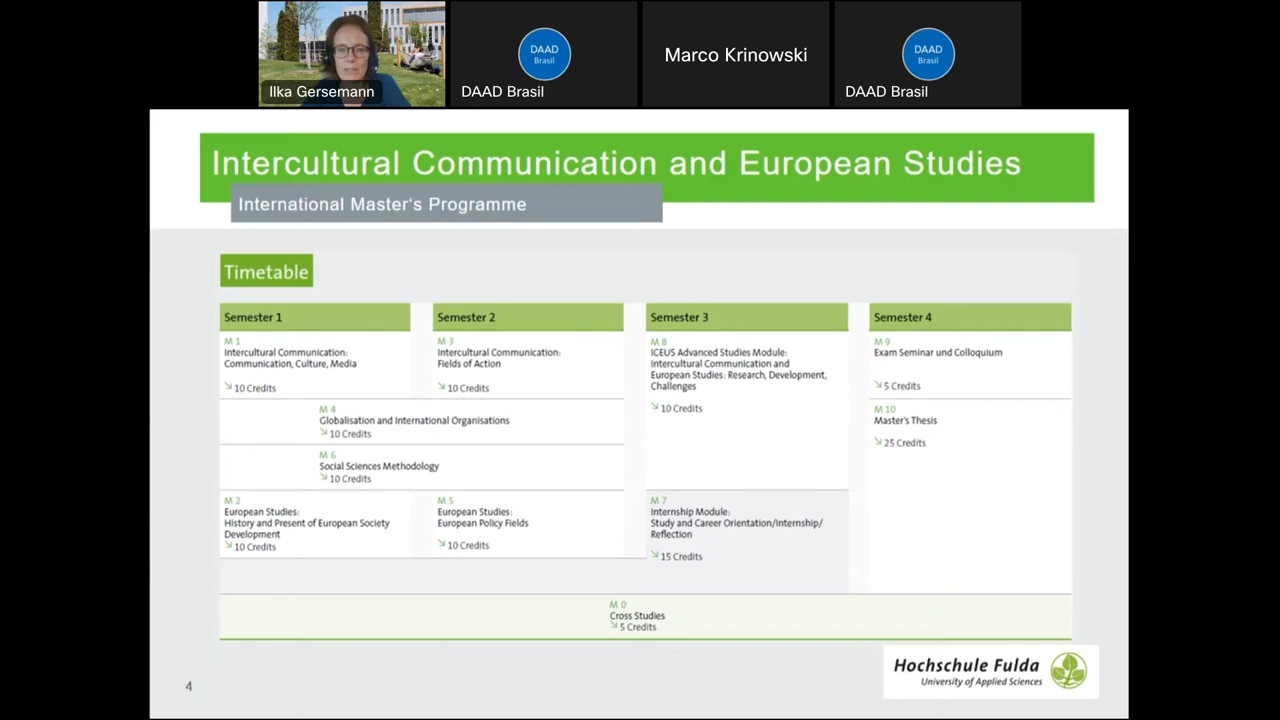 DAAD
Brasil
DAAD
Brasil
Marco Krinowski
Ilka Gersemann
DAAD Brasil
DAAD Brasil
Intercultural Communication and European Studies
International Master's Programme
Timetable
Semester 1
Semester 2
Semester 3
Semester 4
M 1
Intercultural Communication:
Communication, Culture, Media
10 Credits
M 3
Intercultural Communication:
Fields of Action
10 Credits
M 8
ICEUS Advanced Studies Module:
Intercultural Communication and
European Studies: Research, Development,
Challenges
10 Credits
M 9
Exam Seminar und Colloquium
5 Credits
M 4
Globalisation and International Organisations
10 Credits
M 10
Master's Thesis
25 Credits
M 6
Social Sciences Methodology
10 Credits
M 2
European Studies:
History and Present of European Society
Development
10 Credits
M 5
European Studies:
European Policy Fields
10 Credits
M 7
Internship Module:
Study and Career Orientation/Internship/
Reflection
15 Credits
M 0
Cross Studies
5 Credits
4
Hochschule Fulda
University of Applied Sciences